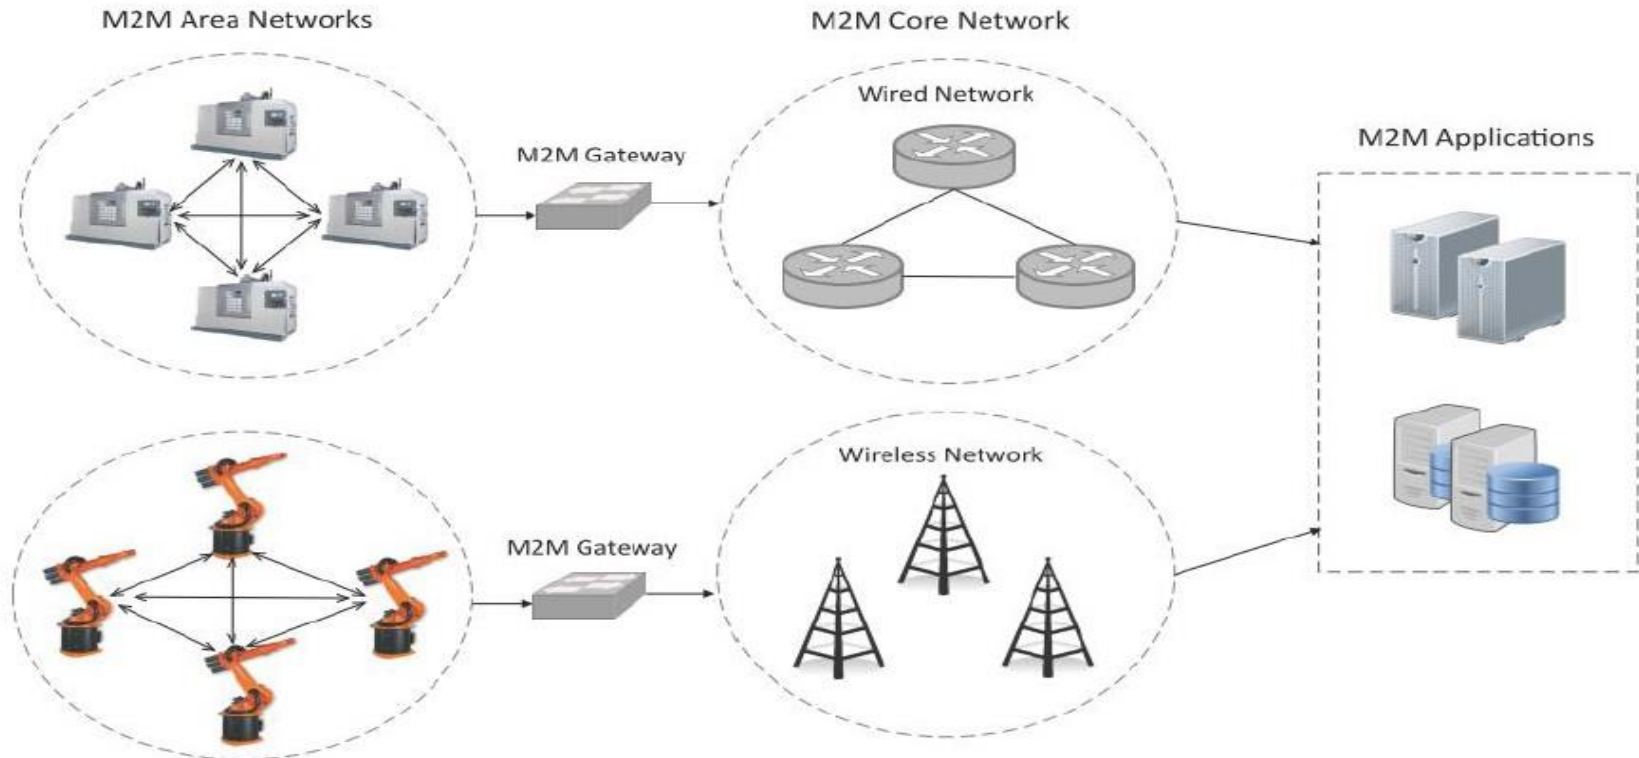 M2M Area Networks
M2M Core Network
Wired Network
M2M Gateway
M2M Applications
Wireless Network
M2M Gateway